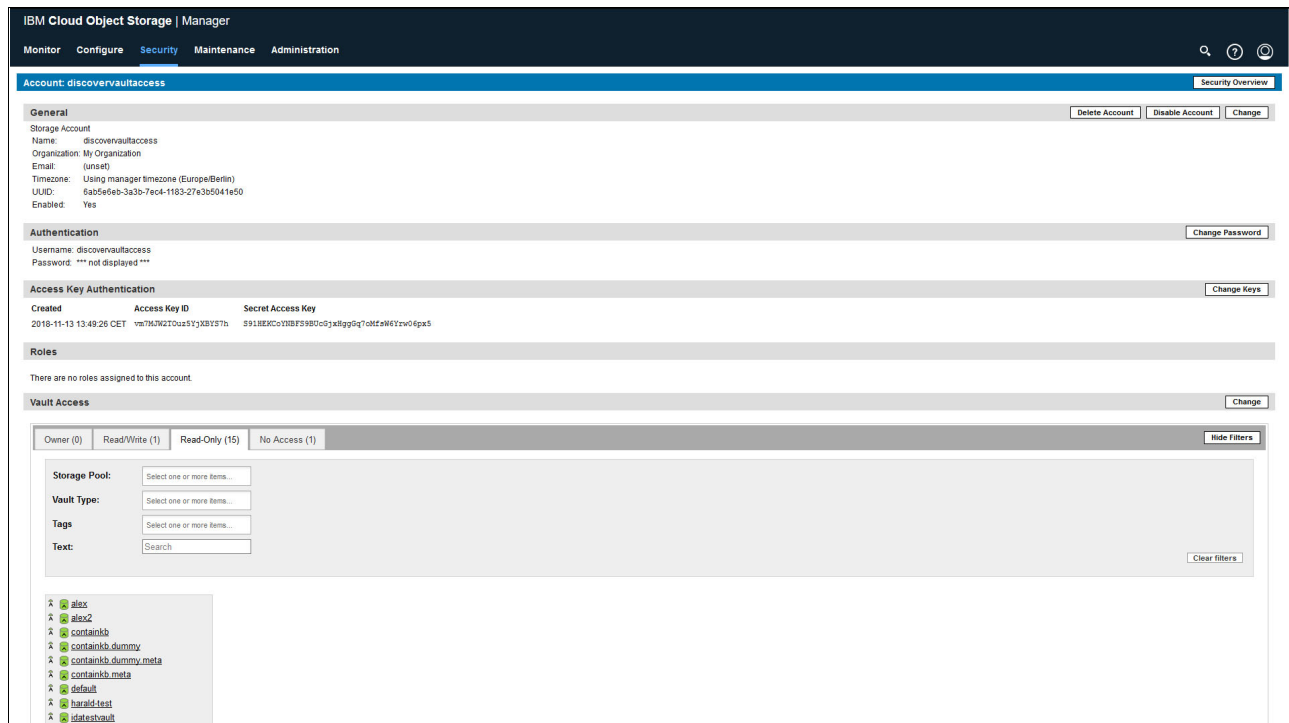 IBM Cloud Object Storage | Manager
Monitor Configure Security Maintenance Administration
Account: discovervaultaccess Security Overview
General Delete Account Disable Account Change
Storage Account
Name: discovervaultaccess
Organization: My Organization
Email: (unset)
Timezone: Using manager timezone (Europe/Berlin)
UUID: 6ab5e6eb-3a3b-7ec4-1183-27e3b5041e50
Enabled: Yes
Authentication Change Password
Username: discovervaultaccess
Password: *** not displayed ***
Access Key Authentication Change Keys
Created Access Key ID Secret Access Key
2018-11-13 13:49:26 CET vm7MJW2TOuz5YjXBYS7h S91HEKCoYNBFS9BUcGjxHggGq7oMfsW6Yrw06px5
Roles
There are no roles assigned to this account.
Vault Access Change
Owner (0) Read/Write (1) Read-Only (15) No Access (1) Hide Filters
Storage Pool: Select one or more items...
Vault Type: Select one or more items...
Tags Select one or more items...
Text: Search
Clear filters
alex
alex2
containkb
containkb.dummy
containkb.dummy.meta
containkb.meta
default
harald-test
idatestvault